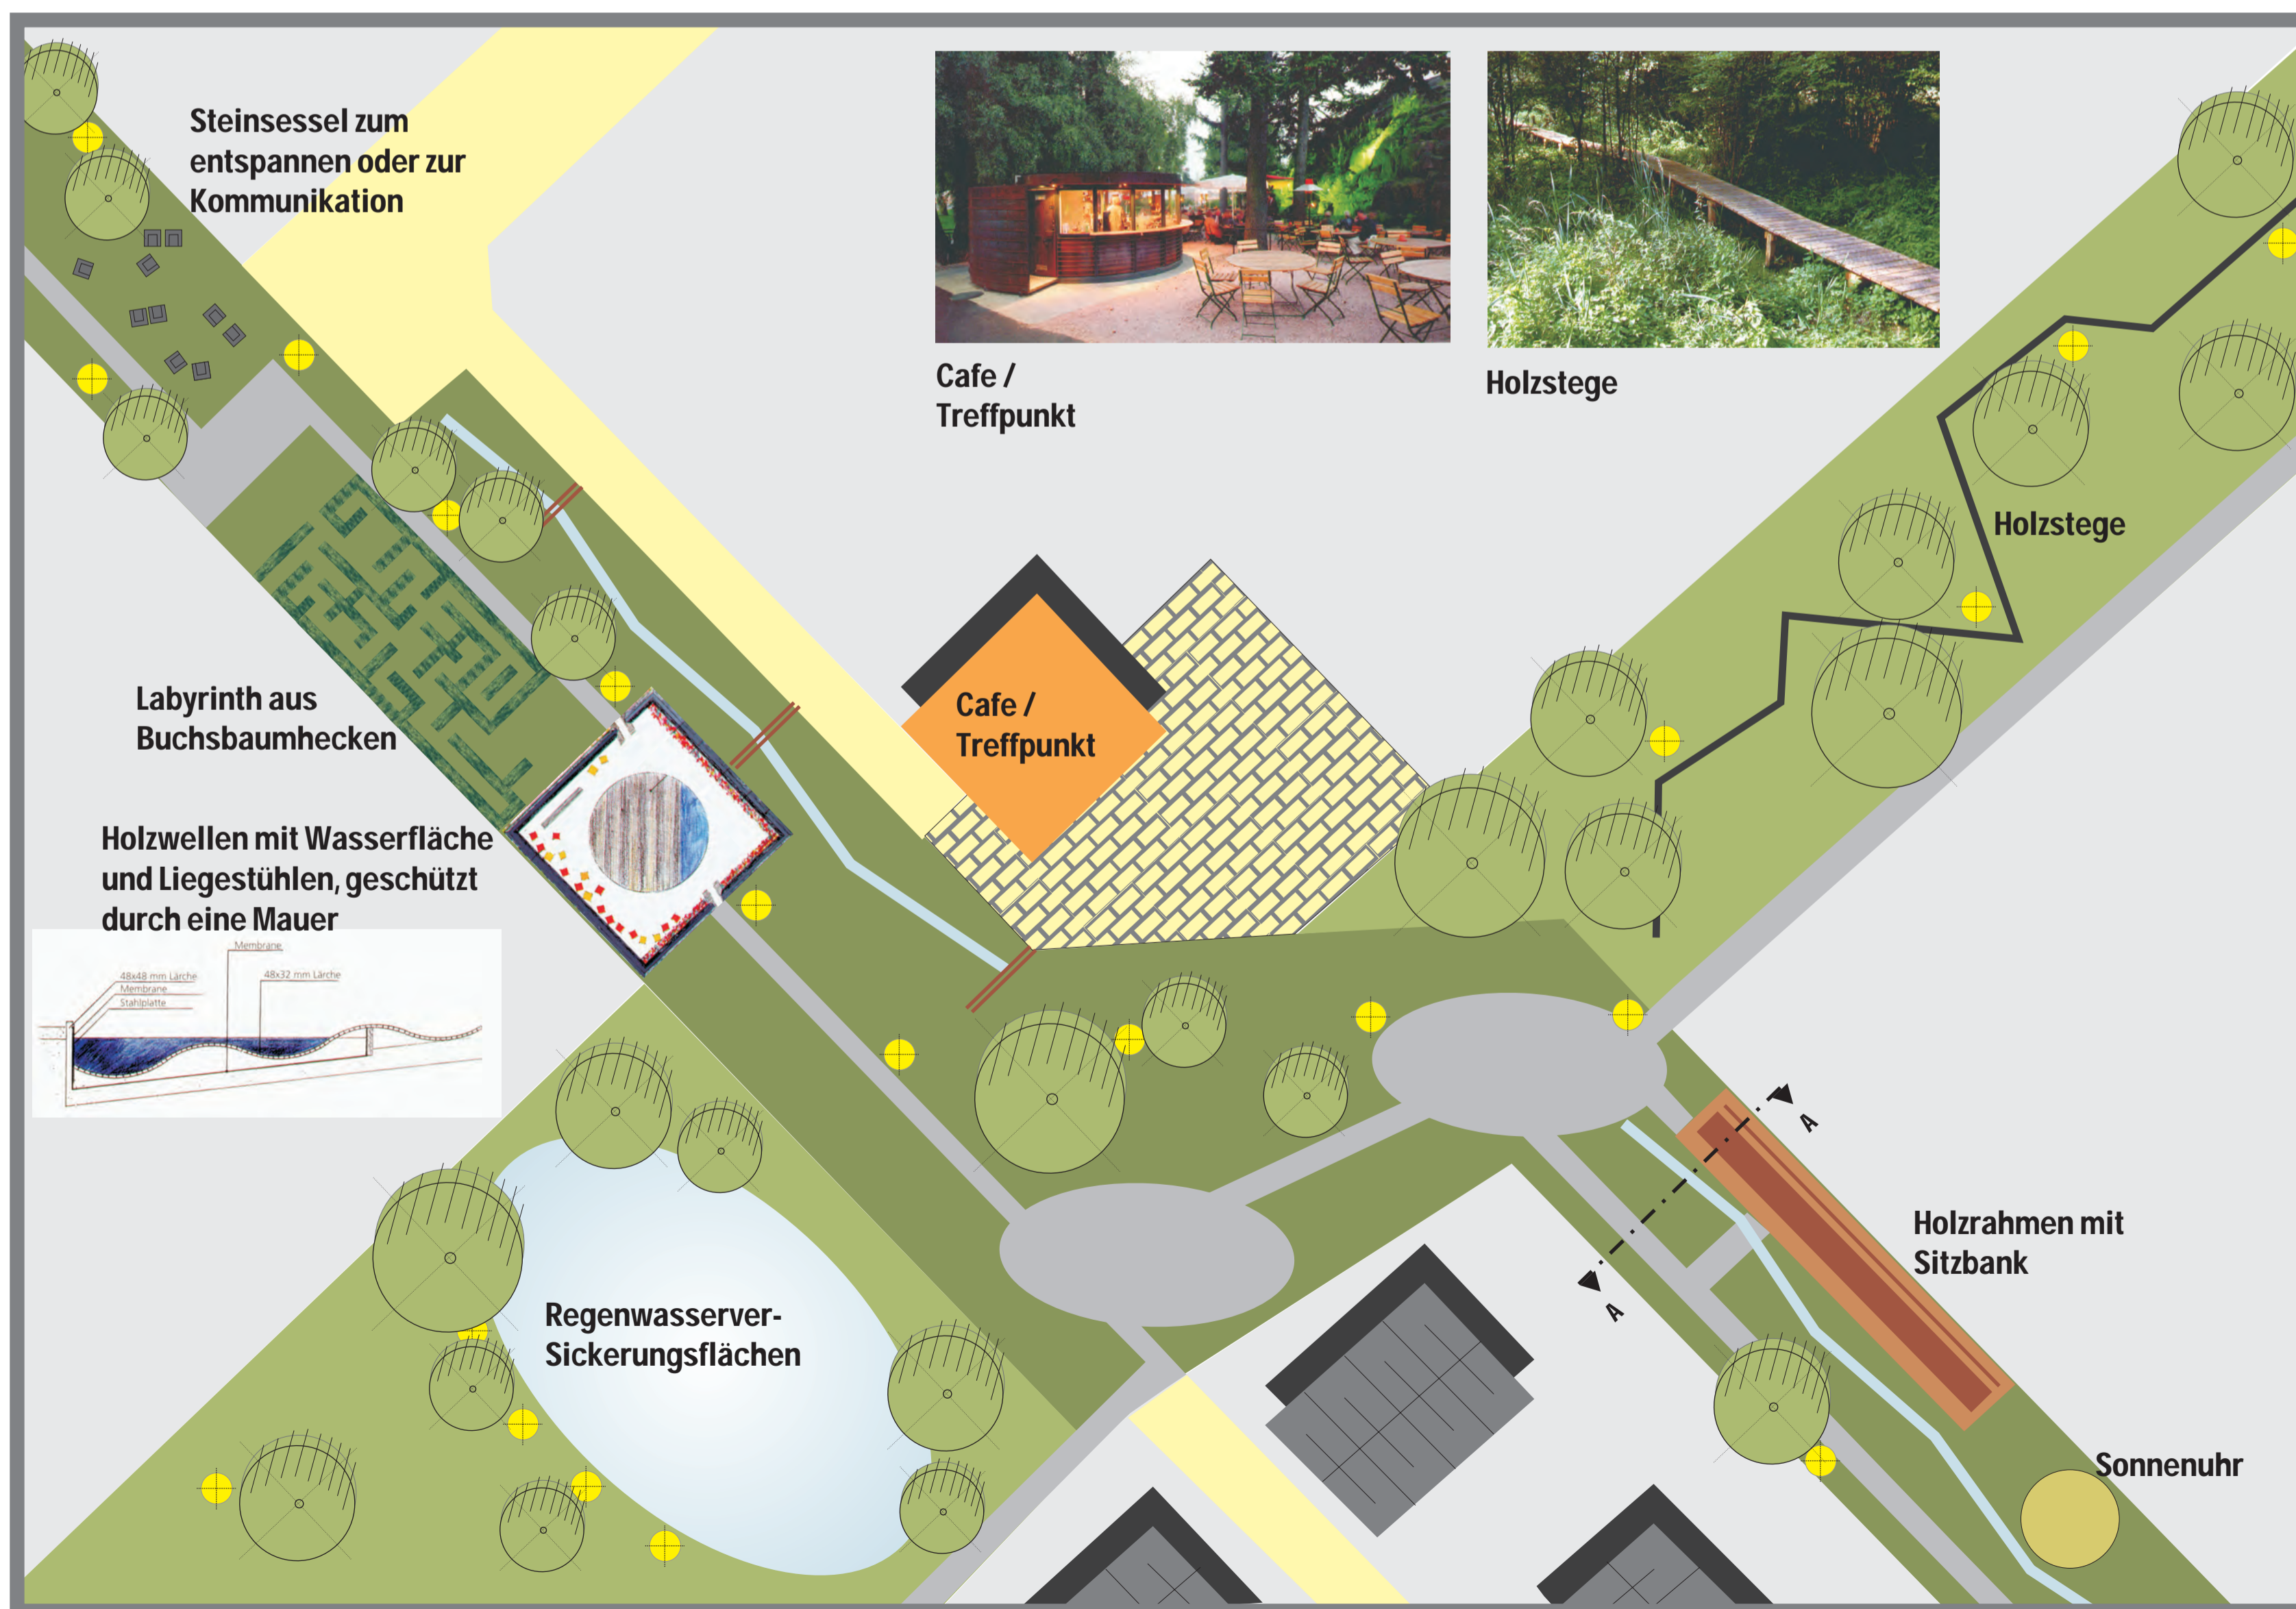 Steinsessel zum
entspannen oder zur
Kommunikation
Cafe /
Treffpunkt
Holzstege
Holzstege
Labyrinth aus
Buchsbaumhecken
Cafe /
Treffpunkt
Holzwellen mit Wasserfläche
und Liegestühlen, geschützt
durch eine Mauer
Membrane
48x48 mm Lärche
48x32 mm Lärche
Membrane
Stahlplatte
A
A
Holzrahmen mit
Sitzbank
Regenwasserver-
Sickerungsflächen
Sonnenuhr